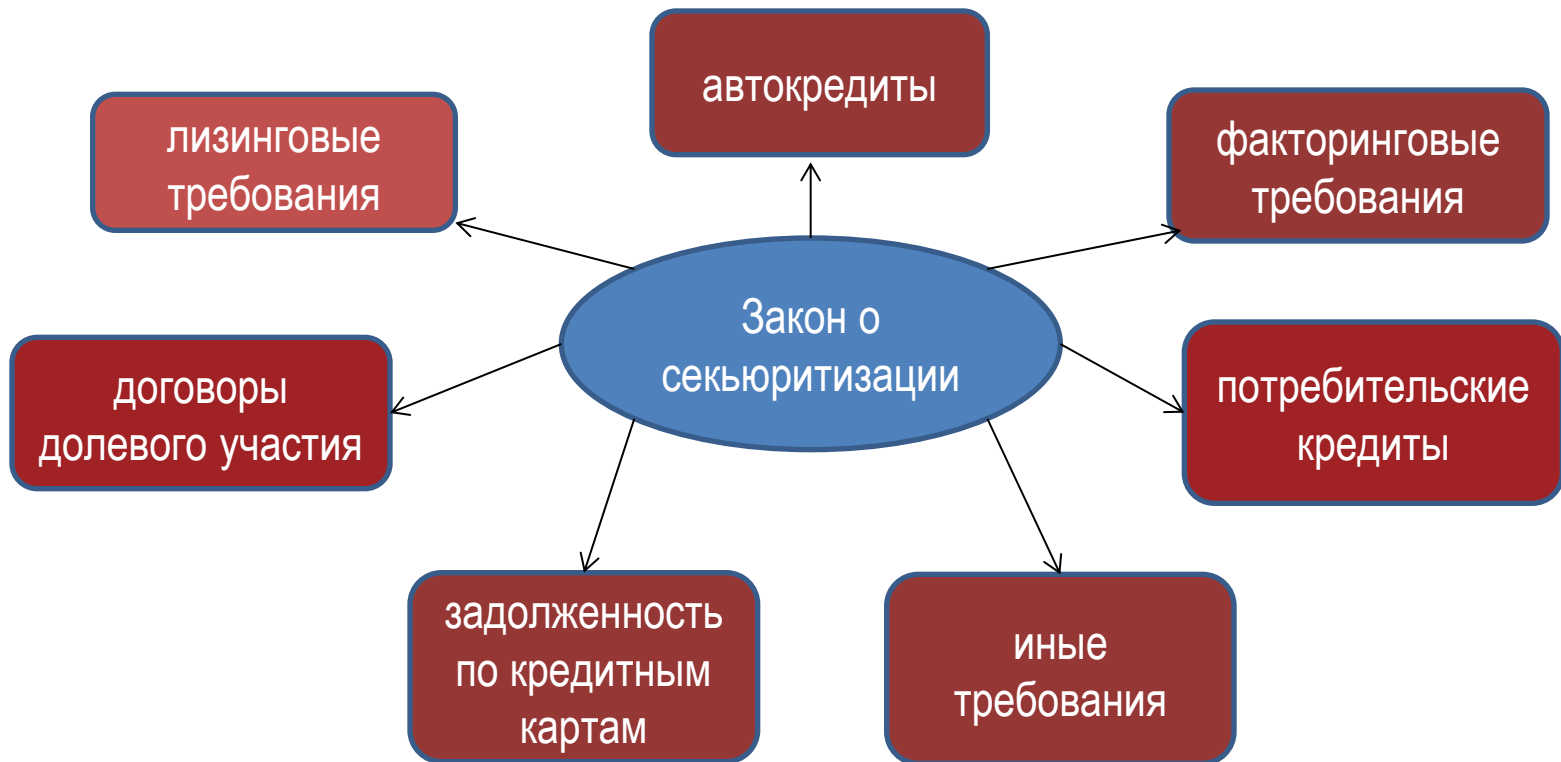 автокредиты
лизинговые
требования
факторинговые
требования
Закон о
секьюритизации
договоры
долевого участия
потребительские
кредиты
задолженность
по кредитным
картам
иные
требования